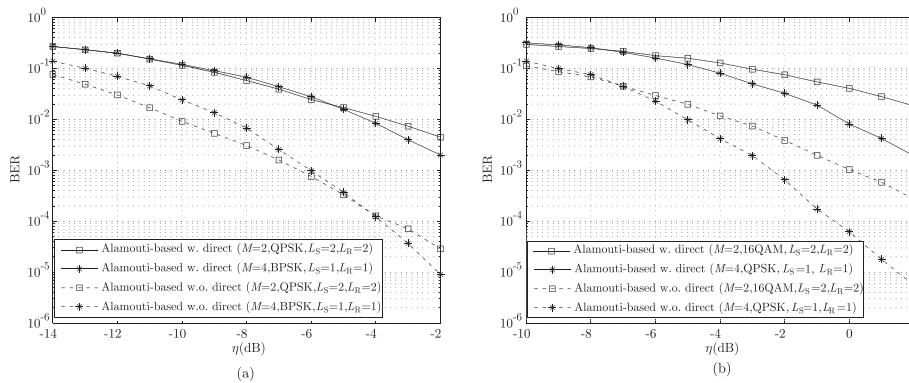 10^0
10^-1
10^-2
10^-3
10^-4
10^-5
10^-6
BER
-14 -12 -10 -8 -6 -4 -2
η(dB)
Alamouti-based w. direct (M=2,QPSK,L_S=2,L_R=2)
Alamouti-based w. direct (M=4,BPSK,L_S=1,L_R=1)
Alamouti-based w.o. direct (M=2,QPSK,L_S=2,L_R=2)
Alamouti-based w.o. direct (M=4,BPSK,L_S=1,L_R=1)
(a)
10^0
10^-1
10^-2
10^-3
10^-4
10^-5
10^-6
BER
-10 -8 -6 -4 -2 0
η(dB)
Alamouti-based w. direct (M=2,16QAM,L_S=2,L_R=2)
Alamouti-based w. direct (M=4,QPSK,L_S=1, L_R=1)
Alamouti-based w.o. direct (M=2,16QAM,L_S=2,L_R=2)
Alamouti-based w.o. direct (M=4,QPSK,L_S=1,L_R=1)
(b)